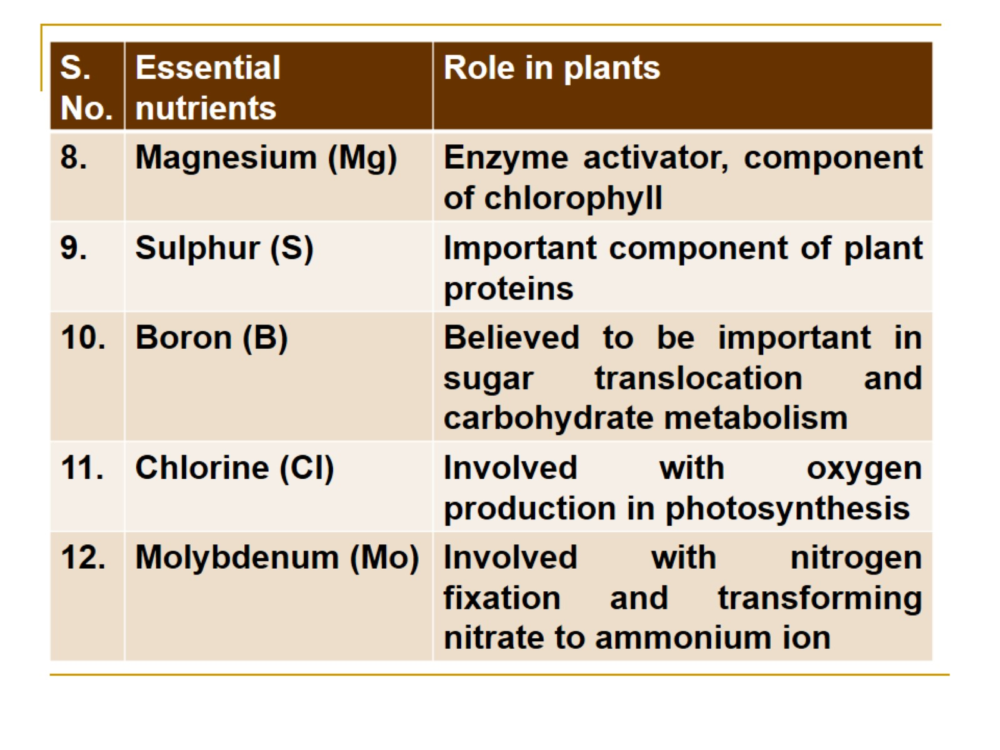 S. No. Essential nutrients Role in plants
8. Magnesium (Mg) Enzyme activator, component
of chlorophyll
9. Sulphur (S) Important component of plant
proteins
10. Boron (B) Believed to be important in
sugar translocation and
carbohydrate metabolism
11. Chlorine (Cl) Involved with oxygen
production in photosynthesis
12. Molybdenum (Mo) Involved with nitrogen
fixation and transforming
nitrate to ammonium ion